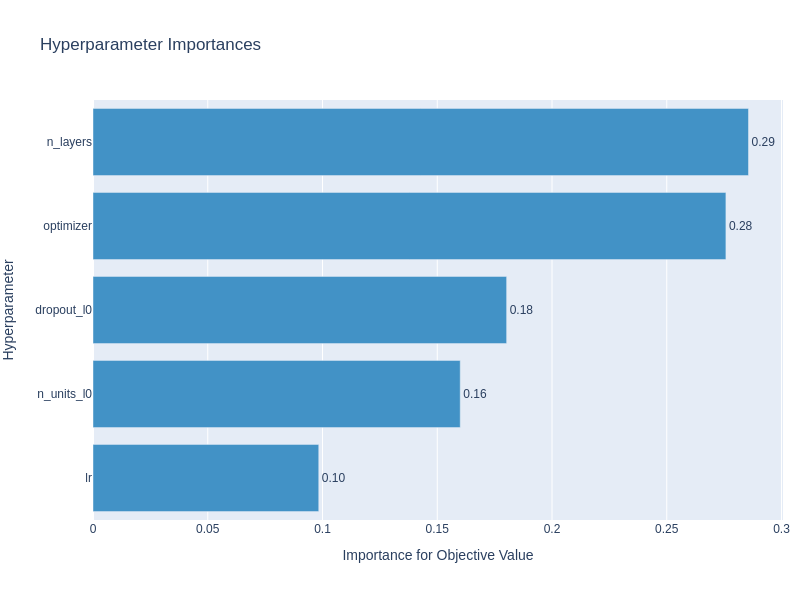 Hyperparameter Importances
n_layers
0.29
optimizer
0.28
dropout_l0
0.18
n_units_l0
0.16
lr
0.10
Hyperparameter
0
0.05
0.1
0.15
0.2
0.25
0.3
Importance for Objective Value